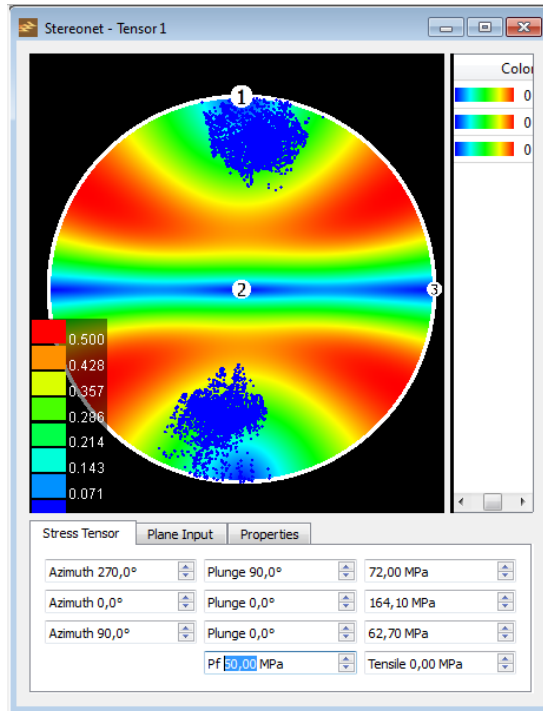 Stereonet - Tensor1
Color
0
0
0
1
2
3
0.500
0.428
0.357
0.286
0.214
0.143
0.071
Stress Tensor Plane Input Properties
Azimuth 270,0° Plunge 90,0° 72,00 MPa
Azimuth 0,0° Plunge 0,0° 164,10 MPa
Azimuth 90,0° Plunge 0,0° 62,70 MPa
Pf 50,00 MPa Tensile 0,00 MPa